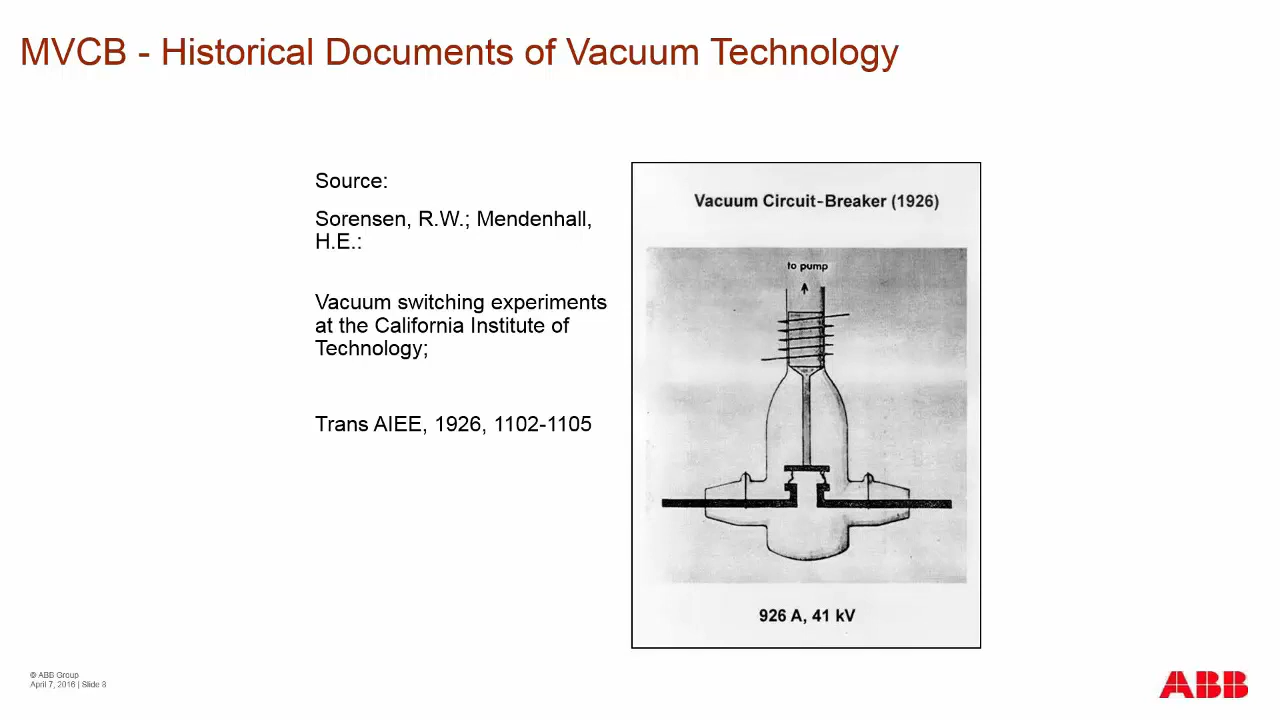 MVCB - Historical Documents of Vacuum Technology
Source:
Sorensen, R.W.; Mendenhall,
H.E.:
Vacuum switching experiments
at the California Institute of
Technology;
Trans AIEE, 1926, 1102-1105
Vacuum Circuit-Breaker (1926)
to pump
926 A, 41 kV
© ABB Group
April 7, 2016 | Slide 8
ABB